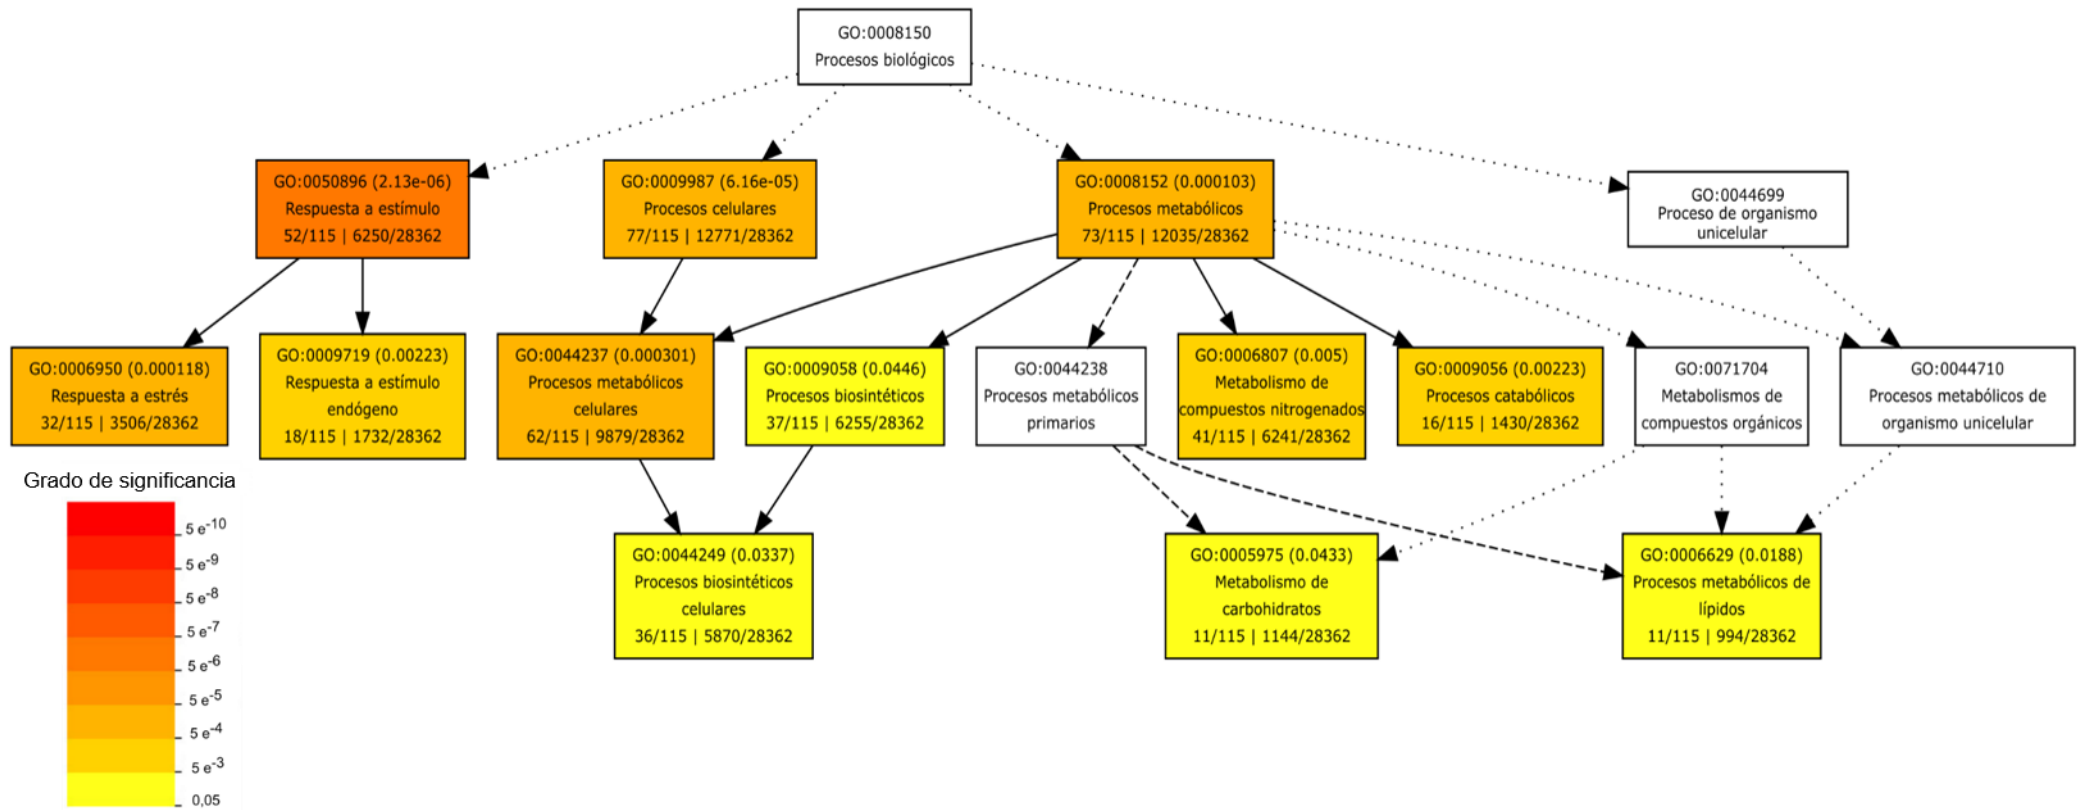 GO:0008150
Procesos biológicos
GO:0050896 (2.13e-06)
Respuesta a estímulo
52/115 | 6250/28362
GO:0009987 (6.16e-05)
Procesos celulares
77/115 | 12771/28362
GO:0008152 (0.000103)
Procesos metabólicos
73/115 | 12035/28362
GO:0044699
Proceso de organismo
unicelular
GO:0006950 (0.000118)
Respuesta a estrés
32/115 | 3506/28362
GO:0009719 (0.00223)
Respuesta a estímulo
endógeno
18/115 | 1732/28362
GO:0044237 (0.000301)
Procesos metabólicos
celulares
62/115 | 9879/28362
GO:0009058 (0.0446)
Procesos biosintéticos
37/115 | 6255/28362
GO:0044238
Procesos metabólicos
primarios
GO:0006807 (0.005)
Metabolismo de
compuestos nitrogenados
41/115 | 6241/28362
GO:0009056 (0.00223)
Procesos catabólicos
16/115 | 1430/28362
GO:0071704
Metabolismos de
compuestos orgánicos
GO:0044710
Procesos metabólicos de
organismo unicelular
GO:0044249 (0.0337)
Procesos biosintéticos
celulares
36/115 | 5870/28362
GO:0005975 (0.0433)
Metabolismo de
carbohidratos
11/115 | 1144/28362
GO:0006629 (0.0188)
Procesos metabólicos de
lípidos
11/115 | 994/28362
Grado de significancia
5 e-10
5 e-9
5 e-8
5 e-7
5 e-6
5 e-5
5 e-4
5 e-3
0,05